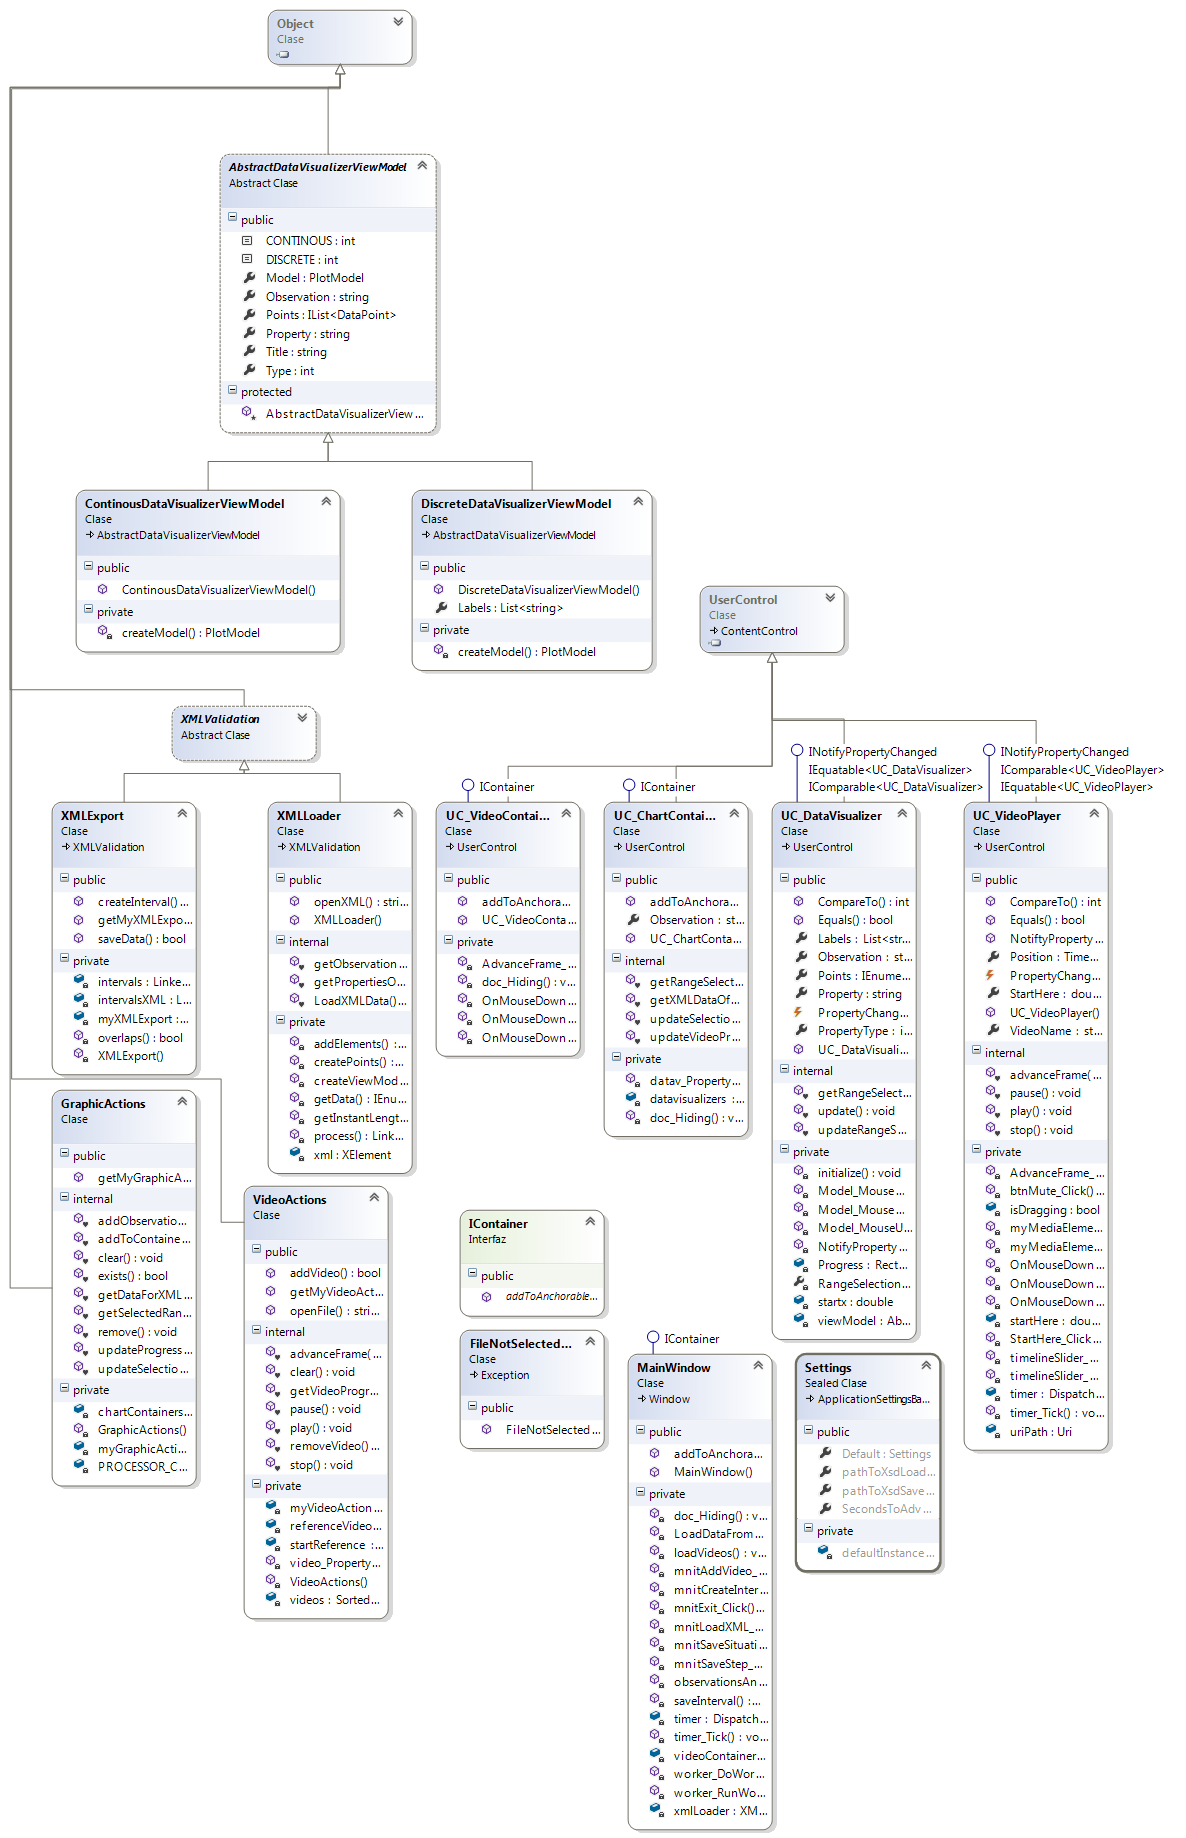 Object
Clase
AbstractDataVisualizerViewModel
Abstract Clase
public
CONTINOUS : int
DISCRETE : int
Model : PlotModel
Observation : string
Points : IList<DataPoint>
Property : string
Title : string
Type : int
protected
AbstractDataVisualizerView ...
ContinousDataVisualizerViewModel
Clase
AbstractDataVisualizerViewModel
public
ContinousDataVisualizerViewModel()
private
createModel() : PlotModel
DiscreteDataVisualizerViewModel
Clase
AbstractDataVisualizerViewModel
public
DiscreteDataVisualizerViewModel()
Labels : List<string>
private
createModel() : PlotModel
UserControl
Clase
ContentControl
XMLValidation
Abstract Clase
XMLExport
Clase
XMLValidation
public
createInterval() ...
getMyXMLExpo...
saveData() : bool
private
intervals : Linke...
intervalsXML : L...
myXMLExport :...
overlaps() : bool
XMLExport()
XMLLoader
Clase
XMLValidation
public
openXML() : stri...
XMLLoader()
internal
getObservation ...
getPropertiesO...
LoadXMLData()...
private
addElements() :...
createPoints() :...
createViewMod...
getData() : IEnu...
getInstantLengt...
process() : Link...
xml : XElement
IContainer
UC_VideoContai...
Clase
UserControl
public
addToAnchora...
UC_VideoConta...
private
AdvanceFrame_...
doc_Hiding() : v...
OnMouseDown ...
OnMouseDown ...
OnMouseDown ...
IContainer
UC_ChartContai...
Clase
UserControl
public
addToAnchora...
Observation : st...
UC_ChartConta...
internal
getRangeSelect...
getXMLDataOf...
updateSelectio...
updateVideoPr...
private
datav_Property...
datavisualizers :...
doc_Hiding() : v...
INotifyPropertyChanged
IEquatable<UC_DataVisualizer>
IComparable<UC_DataVisualizer>
UC_DataVisualizer
Clase
UserControl
public
CompareTo() : int
Equals() : bool
Labels : List<str...
Observation : st...
Points : IEnume...
Property : string
PropertyChang...
PropertyType : i...
UC_DataVisuali...
internal
getRangeSelect...
update() : void
updateRangeS...
private
initialize() : void
Model_Mouse...
Model_Mouse...
Model_MouseU...
NotifyProperty...
Progress : Rect...
RangeSelection...
startx : double
viewModel : Ab...
INotifyPropertyChanged
IComparable<UC_VideoPlayer>
IEquatable<UC_VideoPlayer>
UC_VideoPlayer
Clase
UserControl
public
CompareTo() : int
Equals() : bool
NotiftyProperty...
Position : Time...
PropertyChang...
StartHere : dou...
UC_VideoPlayer()
VideoName : st...
internal
advanceFrame(...
pause() : void
play() : void
stop() : void
private
AdvanceFrame_...
btnMute_Click()...
isDragging : bool
myMediaEleme...
myMediaEleme...
OnMouseDown ...
OnMouseDown ...
OnMouseDown ...
startHere : dou...
StartHere_Click...
timelineSlider_...
timelineSlider_...
timer : Dispatch...
timer_Tick() : vo...
uriPath : Uri
GraphicActions
Clase
public
getMyGraphicA...
internal
addObservatio...
addToContaine...
clear() : void
exists() : bool
getDataForXML ...
getSelectedRan...
remove() : void
updateProgress...
updateSelectio...
private
chartContainers...
GraphicActions()
myGraphicActi...
PROCESSOR_C...
VideoActions
Clase
public
addVideo() : bool
getMyVideoAct...
openFile() : stri...
internal
advanceFrame(...
clear() : void
getVideoProgr...
pause() : void
play() : void
removeVideo() ...
stop() : void
private
myVideoAction ...
referenceVideo...
startReference :...
video_Property...
VideoActions()
videos : Sorted...
IContainer
Interfaz
public
addToAnchorable...
FileNotSelected...
Clase
Exception
public
FileNotSelected ...
IContainer
MainWindow
Clase
Window
public
addToAnchora...
MainWindow()
private
doc_Hiding() : v...
LoadDataFrom...
loadVideos() : v...
mnitAddVideo_...
mnitCreateInter...
mnitExit_Click()...
mnitLoadXML_...
mnitSaveSituati...
mnitSaveStep_...
observationsAn...
saveInterval() :...
timer : Dispatch...
timer_Tick() : vo...
videoContainer...
worker_DoWor...
worker_RunWo...
xmlLoader : XM...
Settings
Sealed Clase
ApplicationSettingsBa...
public
Default : Settings
pathToXsdLoad...
pathToXsdSave...
SecondsToAdv...
private
defaultInstance...